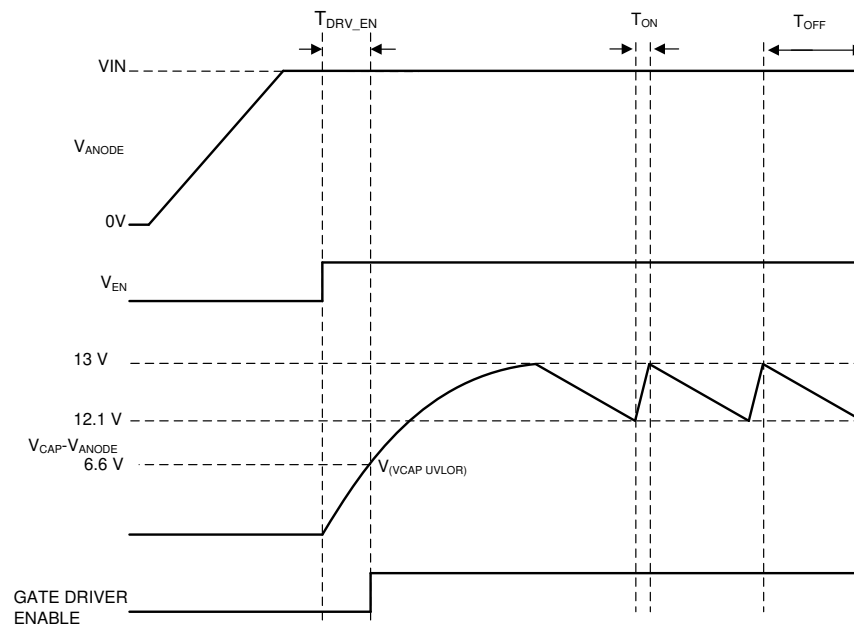 TDRV_EN
TON
TOFF
VIN
VANODE
0V
VEN
13 V
12.1 V
VCAP-VANODE
6.6 V
V(VCAP UVLOR)
GATE DRIVER
ENABLE